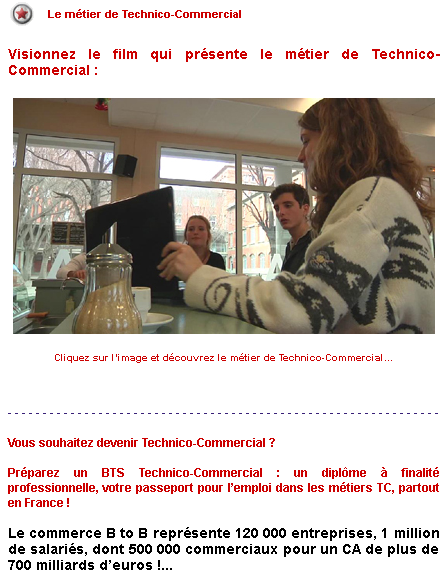 Le métier de Technico-Commercial
Visionnez le film qui présente le métier de Technico-
Commercial :
Cliquez sur l'image et découvrez le métier de Technico-Commercial...
Vous souhaitez devenir Technico-Commercial ?
Préparez un BTS Technico-Commercial : un diplôme à finalité
professionnelle, votre passeport pour l'emploi dans les métiers TC, partout
en France !
Le commerce B to B représente 120 000 entreprises, 1 million
de salariés, dont 500 000 commerciaux pour un CA de plus de
700 milliards d'euros !...